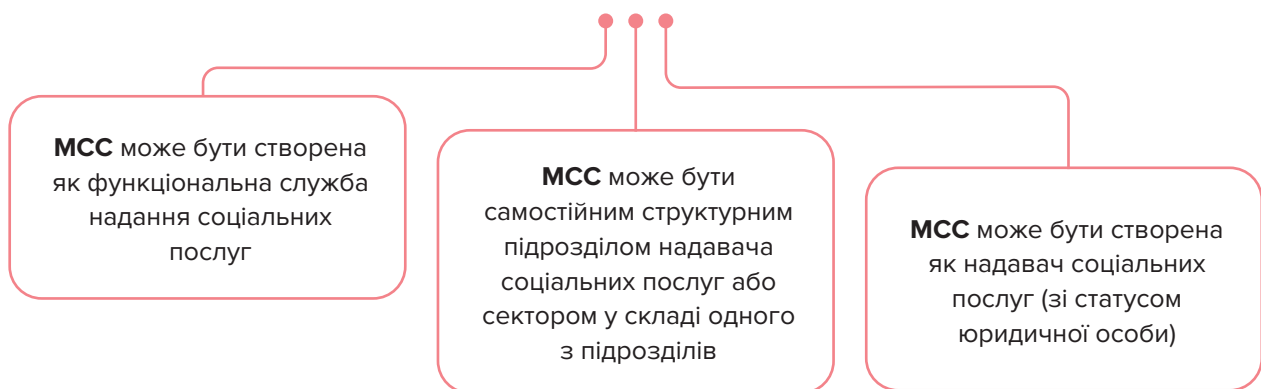 МСС може бути створена
як функціональна служба
надання соціальних
послуг
МСС може бути
самостійним структурним
підрозділом надавача
соціальних послуг або
сектором у складі одного
з підрозділів
МСС може бути створена
як надавач соціальних
послуг (зі статусом
юридичної особи)